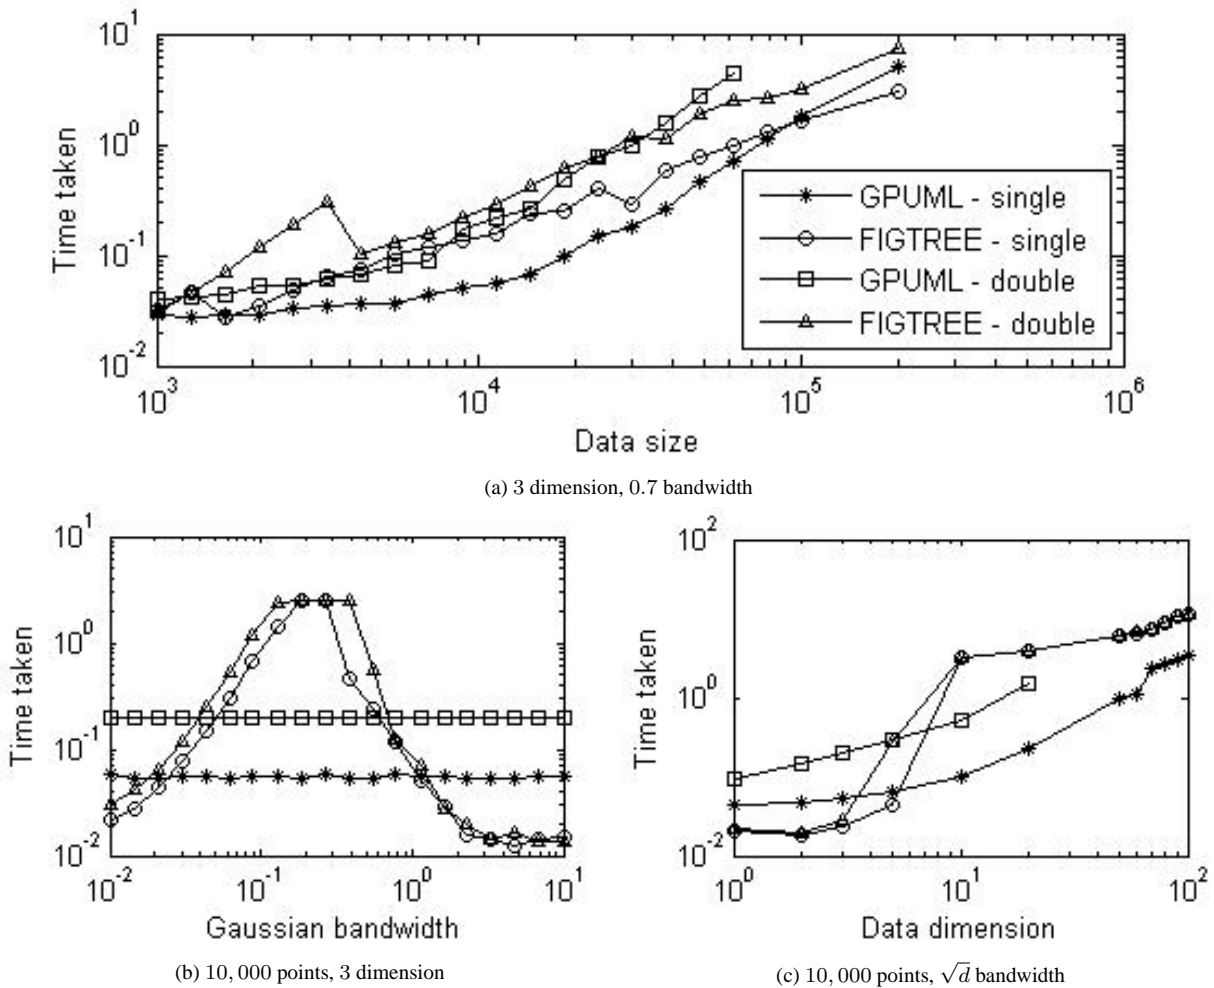 10^1
10^0
10^-1
10^-2
Time taken
10^3
10^4
10^5
10^6
Data size
GPUML - single
FIGTREE - single
GPUML - double
FIGTREE - double
(a) 3 dimension, 0.7 bandwidth
10^1
10^0
10^-1
10^-2
Time taken
10^-2
10^-1
10^0
10^1
Gaussian bandwidth
(b) 10, 000 points, 3 dimension
10^2
10^0
10^-2
Time taken
10^0
10^1
10^2
Data dimension
(c) 10, 000 points, √d bandwidth